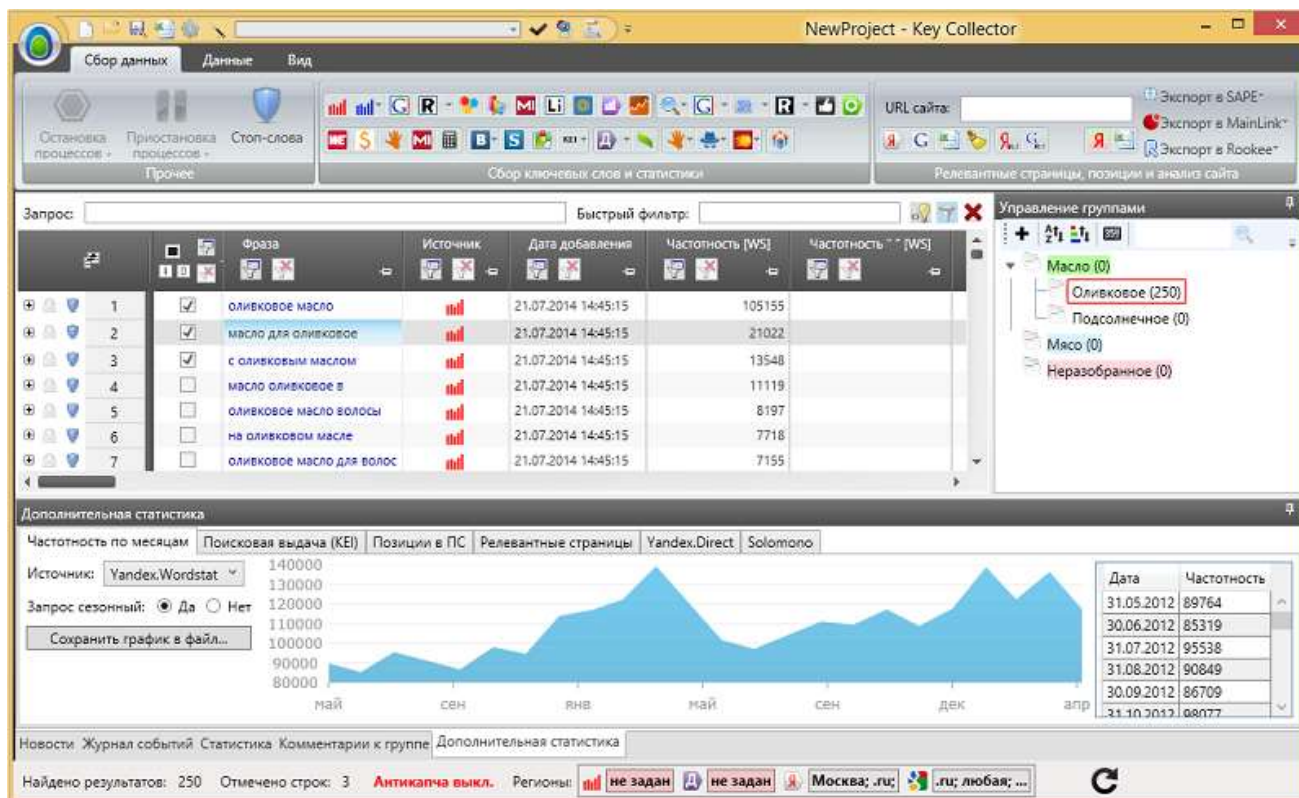 NewProject - Key Collector
Сбор данных Данные Вид
Остановка процессов
Приостановка процессов
Стоп-слова
URL сайта:
Экспорт в SAPE
Экспорт в MainLink
Экспорт в Rookee
Прочее
Сбор ключевых слов и статистики
Релевантные страницы, позиции и анализ сайта
Запрос: Быстрый фильтр:
Управление группами
Фраза Источник Дата добавления Частотность [WS] Частотность " " [WS]
1 оливковое масло 21.07.2014 14:45:15 105155
2 масло для оливковое 21.07.2014 14:45:15 21022
3 с оливковым маслом 21.07.2014 14:45:15 13548
4 масло оливковое в 21.07.2014 14:45:15 11119
5 оливковое масло волосы 21.07.2014 14:45:15 8197
6 на оливковом масле 21.07.2014 14:45:15 7718
7 оливковое масло для волос 21.07.2014 14:45:15 7155
Масло (0)
Оливковое (250)
Подсолнечное (0)
Мясо (0)
Неразобранное (0)
Дополнительная статистика
Частотность по месяцам Поисковая выдача (KEI) Позиции в ПС Релевантные страницы Yandex.Direct Solomono
Источник: Yandex.Wordstat
Запрос сезонный: Да Нет
Сохранить график в файл...
140000
130000
120000
110000
100000
90000
80000
май сен янв май сен дек апр
Дата Частотность
31.05.2012 89764
30.06.2012 85319
31.07.2012 95538
31.08.2012 90849
30.09.2012 86709
31.10.2012 98077
Новости Журнал событий Статистика Комментарии к группе Дополнительная статистика
Найдено результатов: 250 Отмечено строк: 3 Антикапча выкл. Регионы: не задан не задан Москва; .ru; .ru; любая; ...